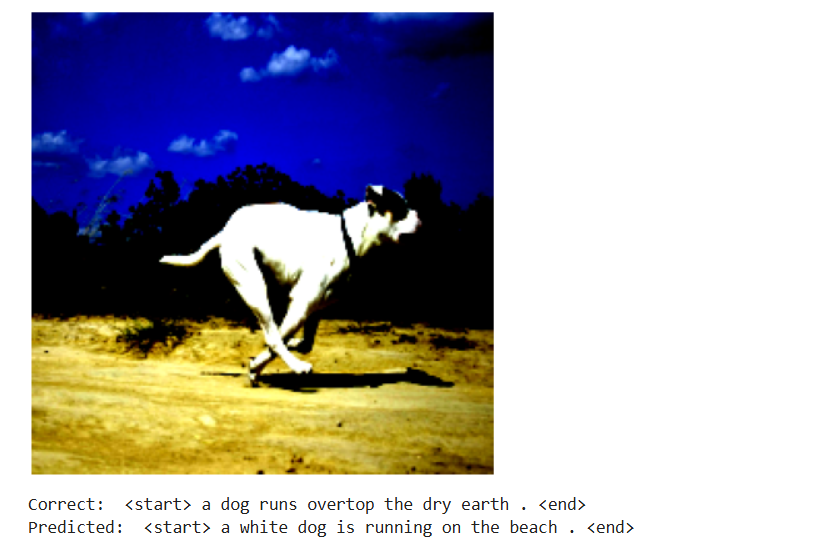 Correct: <start> a dog runs overtop the dry earth . <end>
Predicted: <start> a white dog is running on the beach . <end>